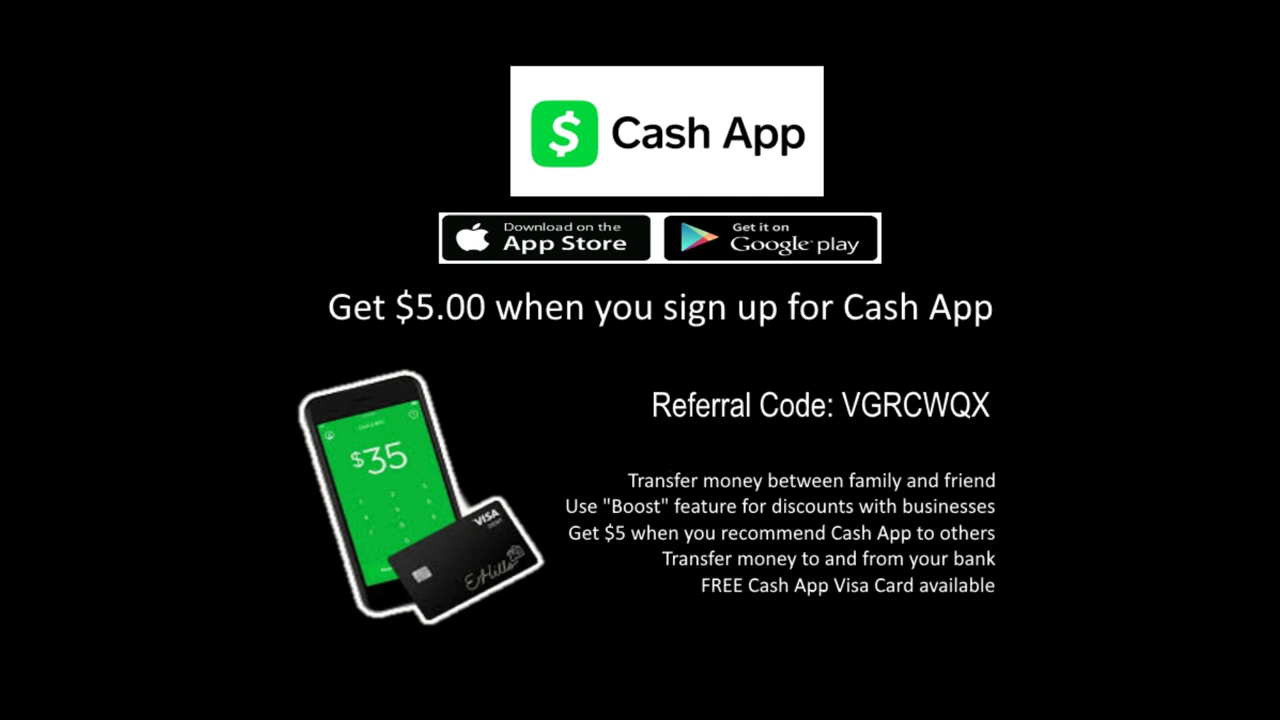 $ Cash App
Download on the
App Store
Get it on
Google play
Get $5.00 when you sign up for Cash App
Referral Code: VGRCWQX
$35
VISA
DEBIT
Transfer money between family and friend
Use "Boost" feature for discounts with businesses
Get $5 when you recommend Cash App to others
Transfer money to and from your bank
FREE Cash App Visa Card available